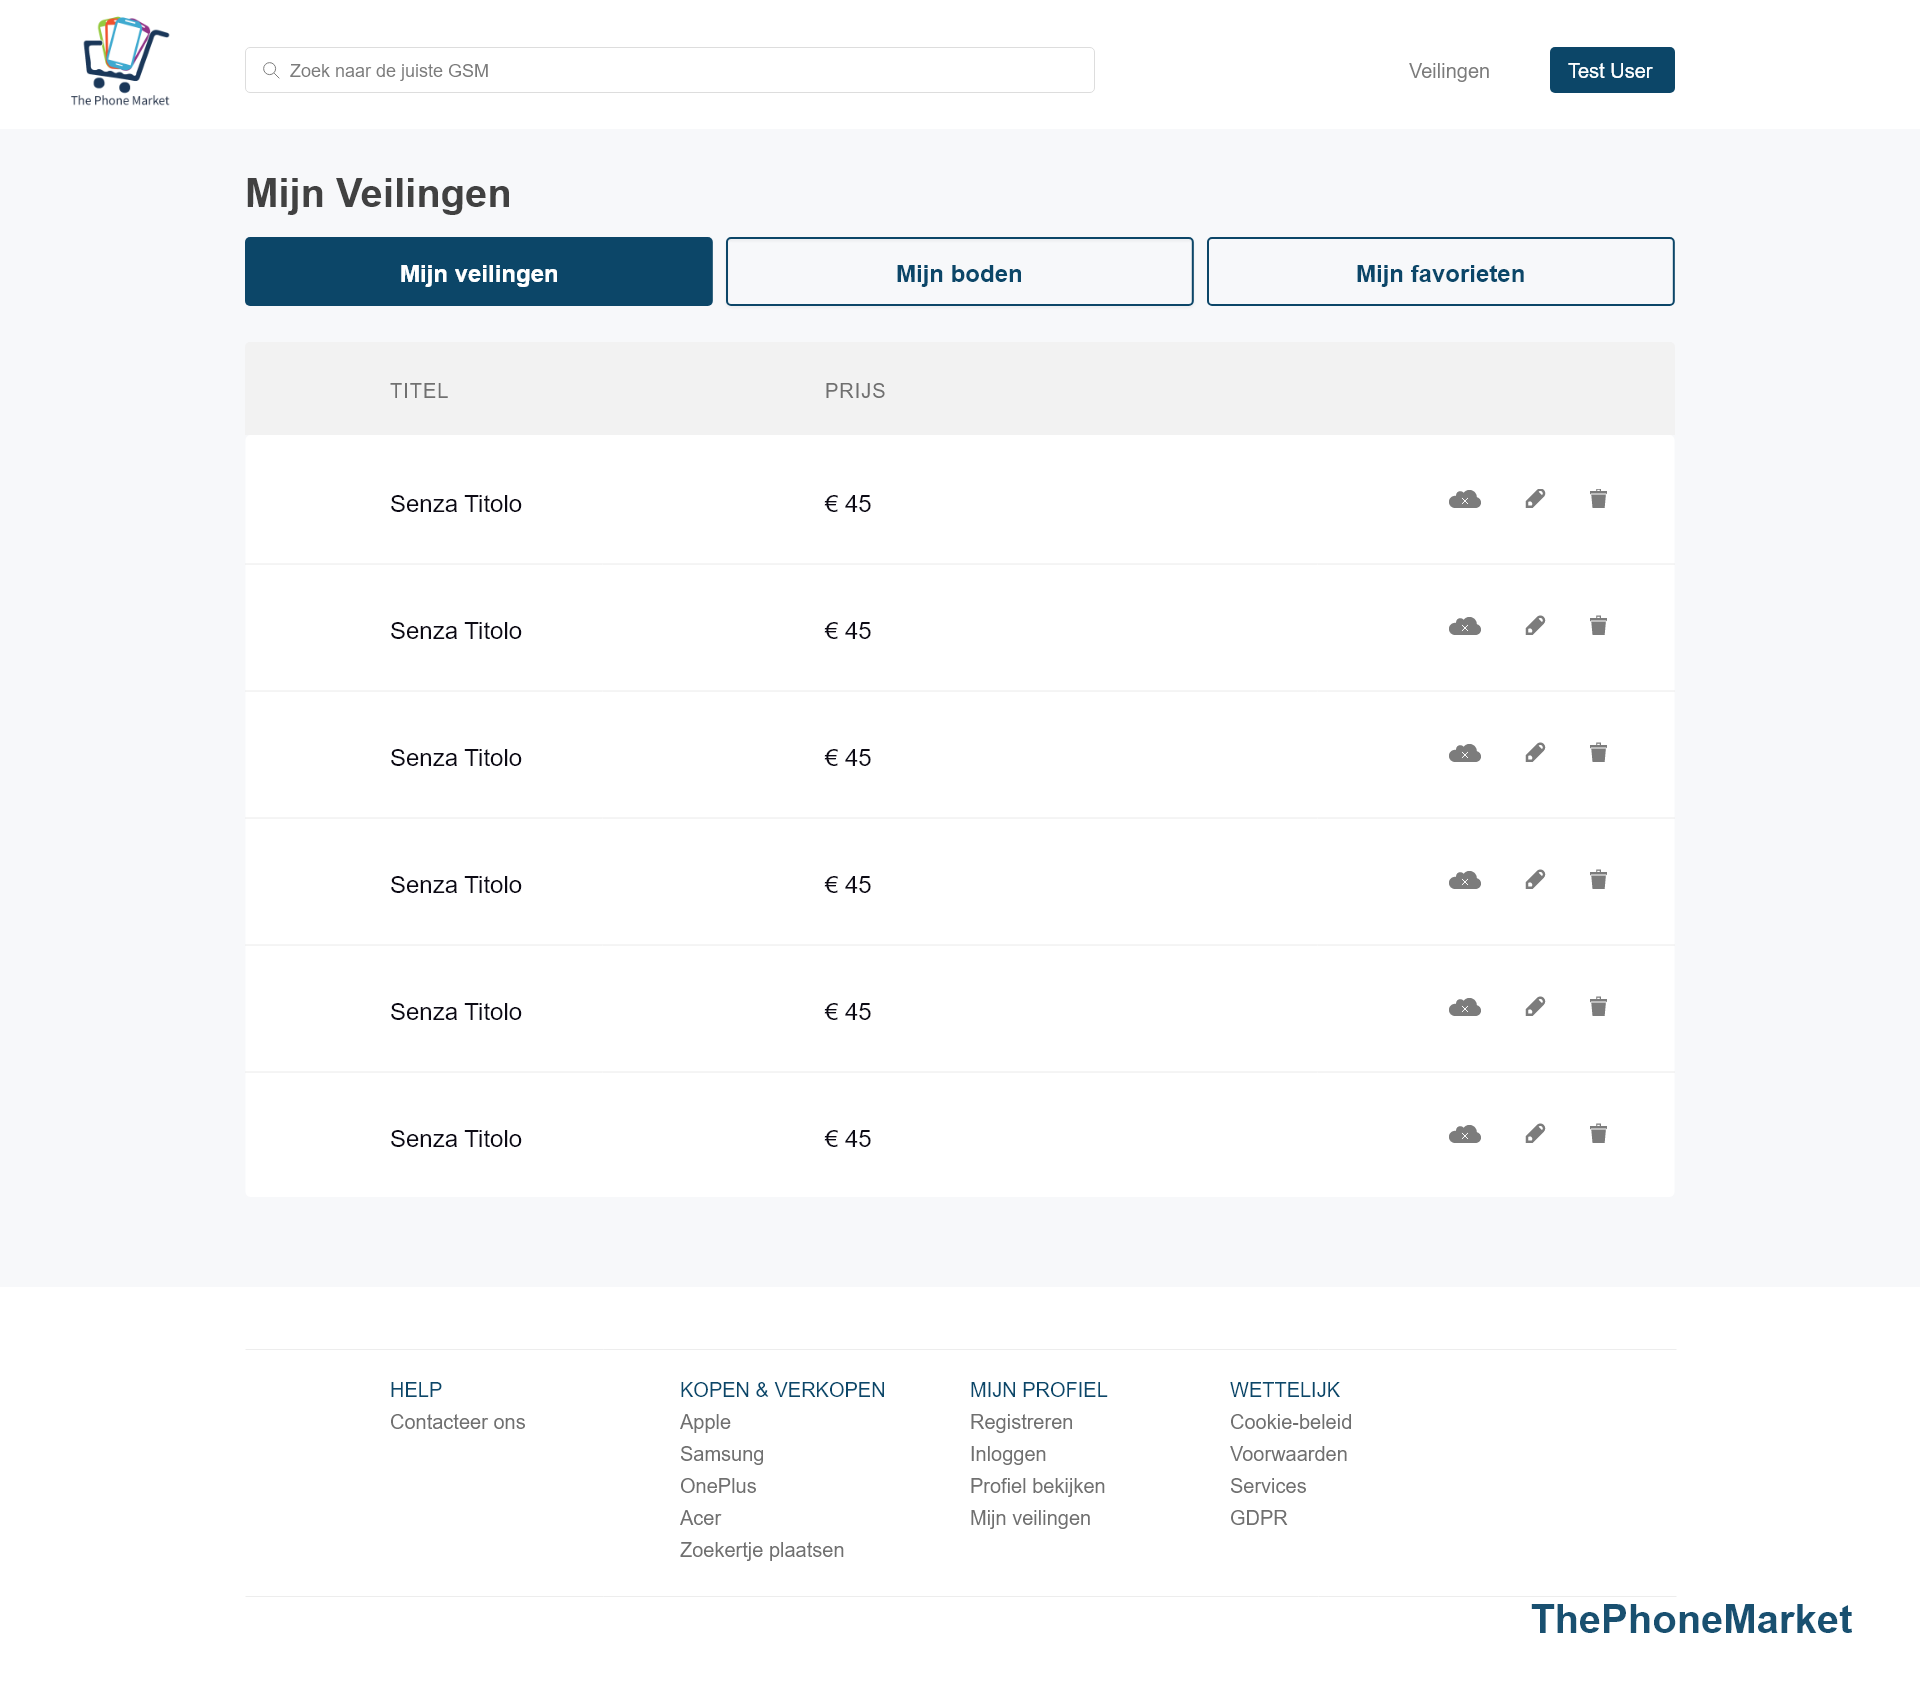 The Phone Market
Zoek naar de juiste GSM
Veilingen
Test User
Mijn Veilingen
Mijn veilingen
Mijn boden
Mijn favorieten
TITEL
PRIJS
Senza Titolo
€ 45
Senza Titolo
€ 45
Senza Titolo
€ 45
Senza Titolo
€ 45
Senza Titolo
€ 45
Senza Titolo
€ 45
HELP
Contacteer ons
KOPEN & VERKOPEN
Apple
Samsung
OnePlus
Acer
Zoekertje plaatsen
MIJN PROFIEL
Registreren
Inloggen
Profiel bekijken
Mijn veilingen
WETTELIJK
Cookie-beleid
Voorwaarden
Services
GDPR
ThePhoneMarket